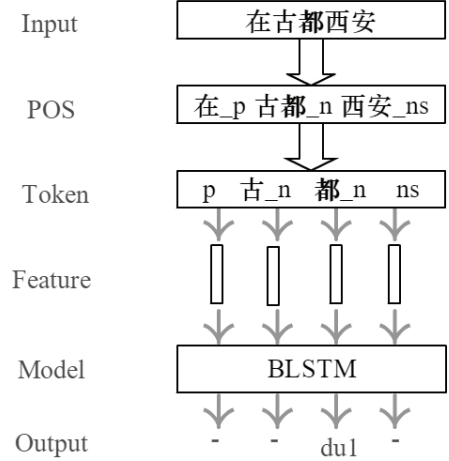 Input 在古都西安
POS 在_p 古都_n 西安_ns
Token p 古_n 都_n ns
Feature
Model BLSTM
Output - - du1 -